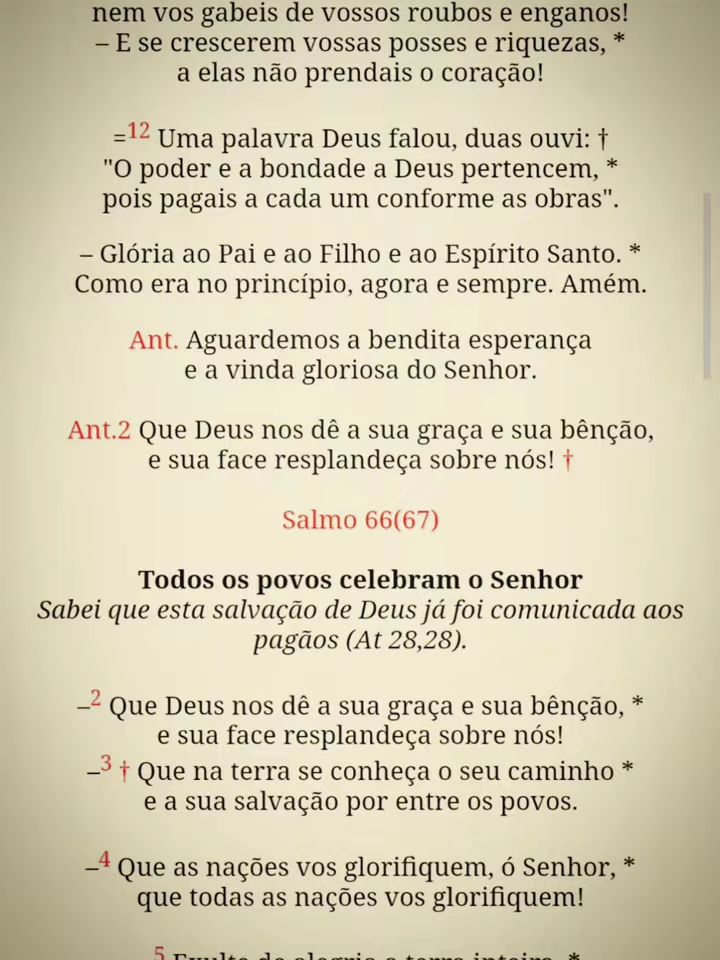 nem vos gabeis de vossos roubos e enganos!
– E se crescerem vossas posses e riquezas, *
a elas não prendais o coração!
=12 Uma palavra Deus falou, duas ouvi: †
"O poder e a bondade a Deus pertencem, *
pois pagais a cada um conforme as obras".
– Glória ao Pai e ao Filho e ao Espírito Santo. *
Como era no princípio, agora e sempre. Amém.
Ant. Aguardemos a bendita esperança
e a vinda gloriosa do Senhor.
Ant.2 Que Deus nos dê a sua graça e sua bênção,
e sua face resplandeça sobre nós! †
Salmo 66(67)
Todos os povos celebram o Senhor
Sabei que esta salvação de Deus já foi comunicada aos
pagãos (At 28,28).
–2 Que Deus nos dê a sua graça e sua bênção, *
e sua face resplandeça sobre nós!
–3 † Que na terra se conheça o seu caminho *
e a sua salvação por entre os povos.
–4 Que as nações vos glorifiquem, ó Senhor, *
que todas as nações vos glorifiquem!
5 Exulte de alegria a terra inteira, *